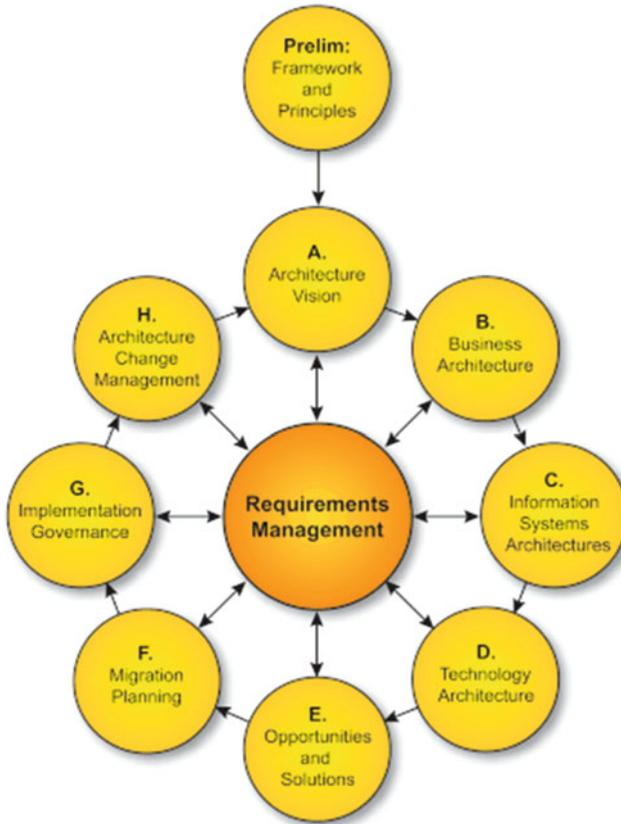 Prelim:
Framework
and
Principles
A.
Architecture
Vision
B.
Business
Architecture
C.
Information
Systems
Architectures
D.
Technology
Architecture
E.
Opportunities
and
Solutions
F.
Migration
Planning
G.
Implementation
Governance
H.
Architecture
Change
Management
Requirements
Management